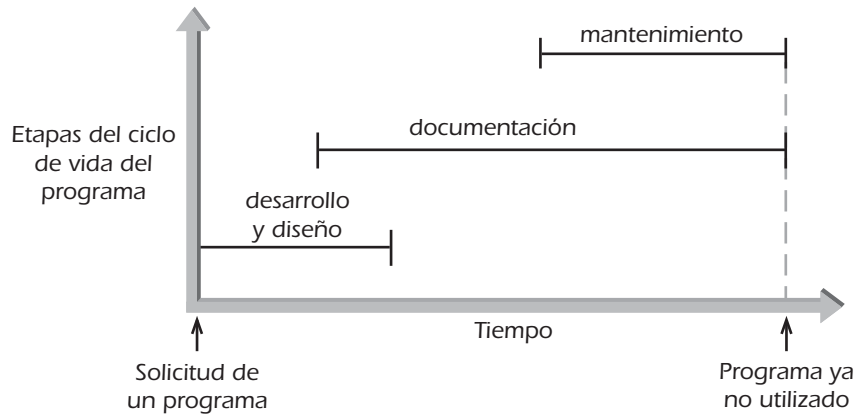 mantenimiento
Etapas del ciclo
de vida del
programa
documentación
desarrollo
y diseño
Tiempo
Solicitud de
un programa
Programa ya
no utilizado